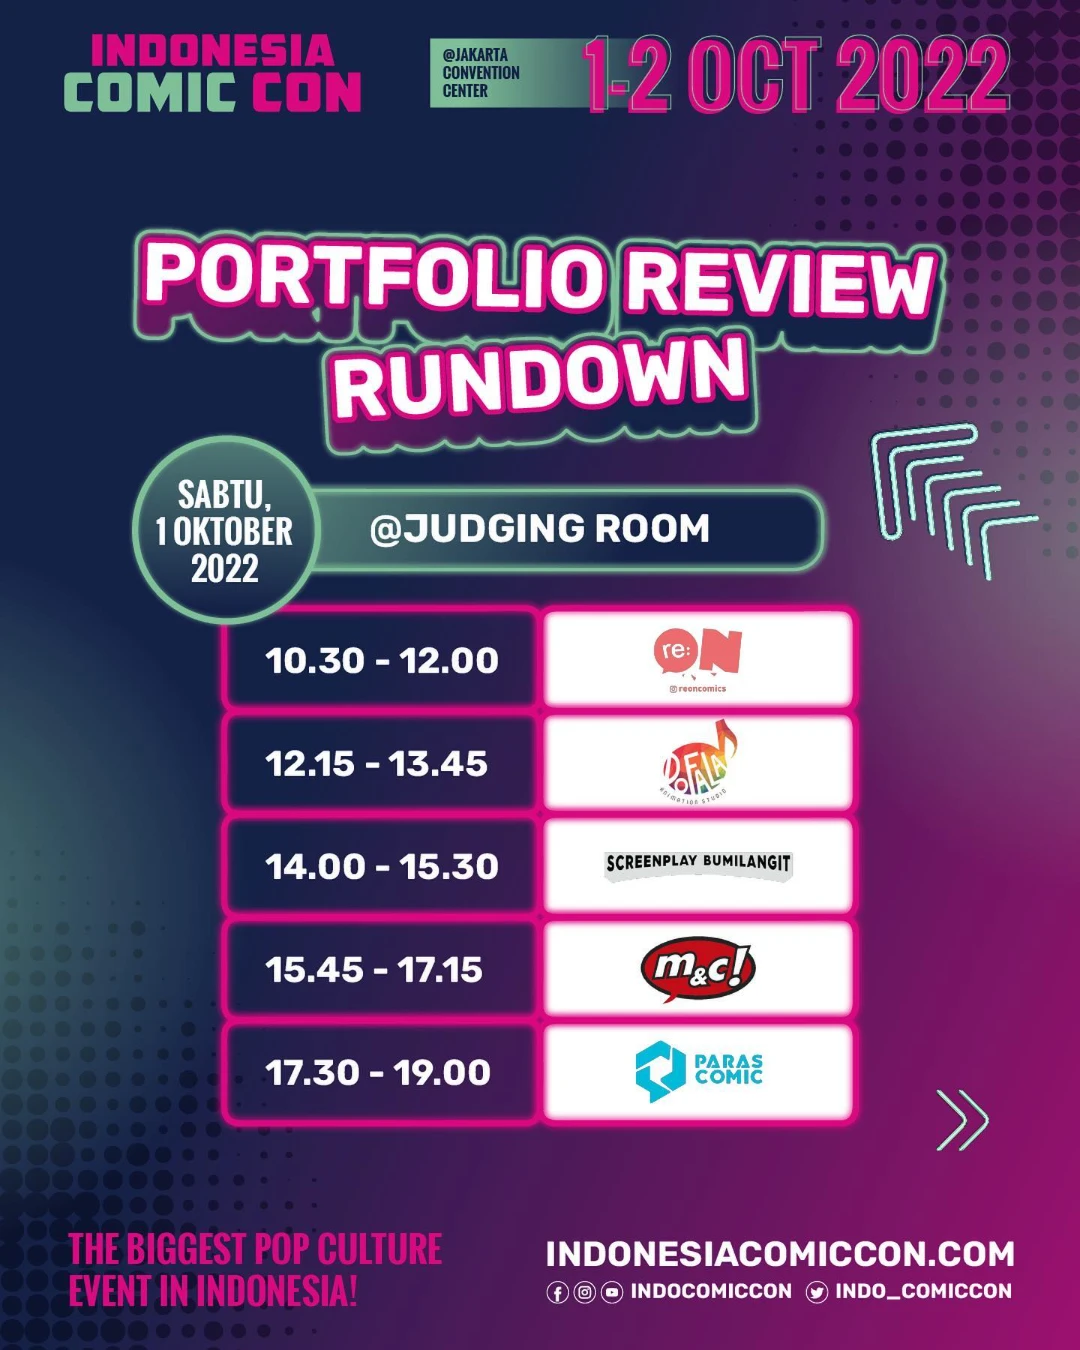 INDONESIA
COMIC CON
@JAKARTA
CONVENTION
CENTER
1-2 OCT 2022
PORTFOLIO REVIEW
RUNDOWN
SABTU,
1 OKTOBER
2022
@JUDGING ROOM
10.30 - 12.00
re:ON
reoncomics
12.15 - 13.45
POFALA
ANIMATION STUDIO
14.00 - 15.30
SCREENPLAY BUMILANGIT
15.45 - 17.15
m&c!
17.30 - 19.00
PARAS
COMIC
THE BIGGEST POP CULTURE
EVENT IN INDONESIA!
INDONESIACOMICCON.COM
INDOCOMICCON INDO_COMICCON